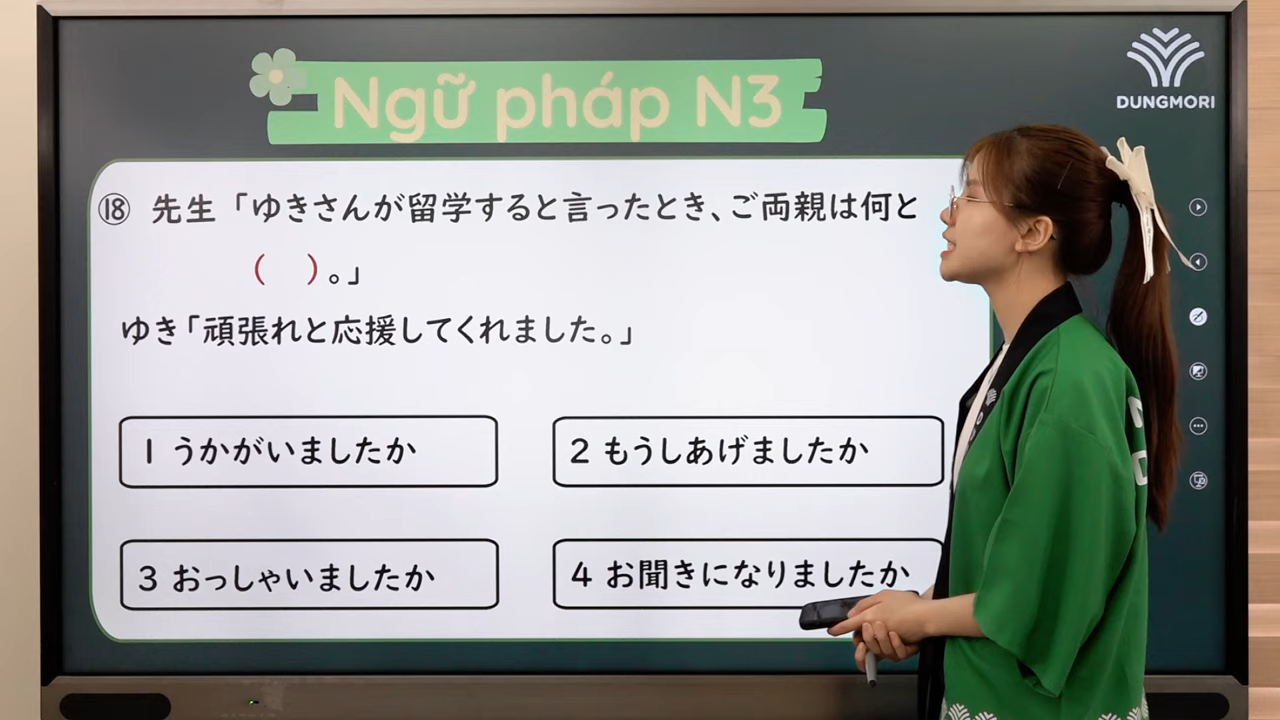 Ngữ pháp N3
DUNGMORI
⑱ 先生「ゆきさんが留学すると言ったとき、ご両親は何と
( )。」
ゆき「頑張れと応援してくれました。」
1 うかがいましたか
2 もうしあげましたか
3 おっしゃいましたか
4 お聞きになりましたか